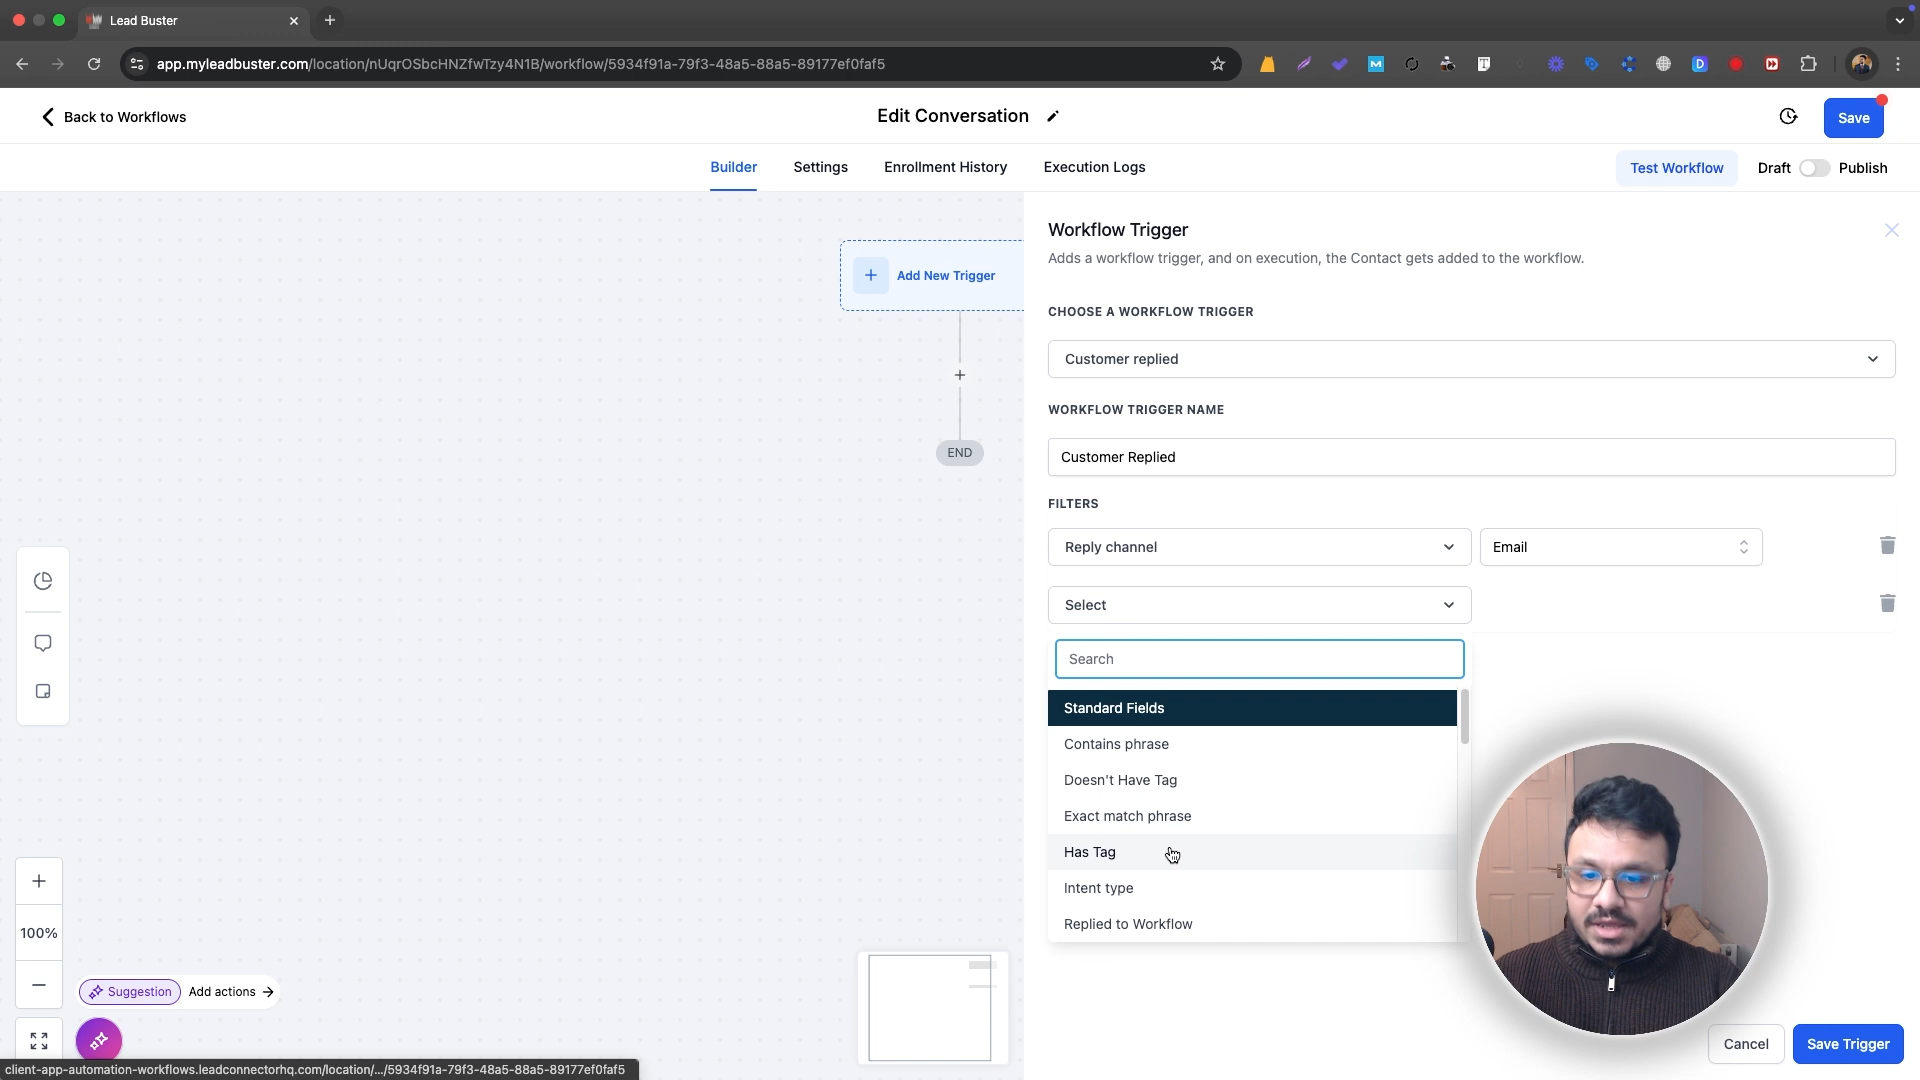 Lead Buster
app.myleadbuster.com/location/nUqrOSbcHNZfwTzy4N1B/workflow/5934f91a-79f3-48a5-88a5-89177ef0faf5
Back to Workflows
Edit Conversation
Save
Builder
Settings
Enrollment History
Execution Logs
Test Workflow
Draft
Publish
Add New Trigger
END
Workflow Trigger
Adds a workflow trigger, and on execution, the Contact gets added to the workflow.
CHOOSE A WORKFLOW TRIGGER
Customer replied
WORKFLOW TRIGGER NAME
Customer Replied
FILTERS
Reply channel
Email
Select
Search
Standard Fields
Contains phrase
Doesn't Have Tag
Exact match phrase
Has Tag
Intent type
Replied to Workflow
100%
Suggestion
Add actions
Cancel
Save Trigger
client-app-automation-workflows.leadconnectorhq.com/location/.../5934f91a-79f3-48a5-88a5-89177ef0faf5